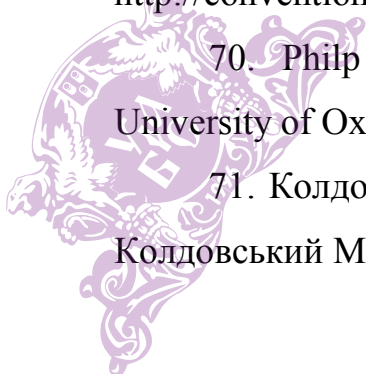 http://convention
70. Philp
University of Ox
71. Колдо
Колдовський М